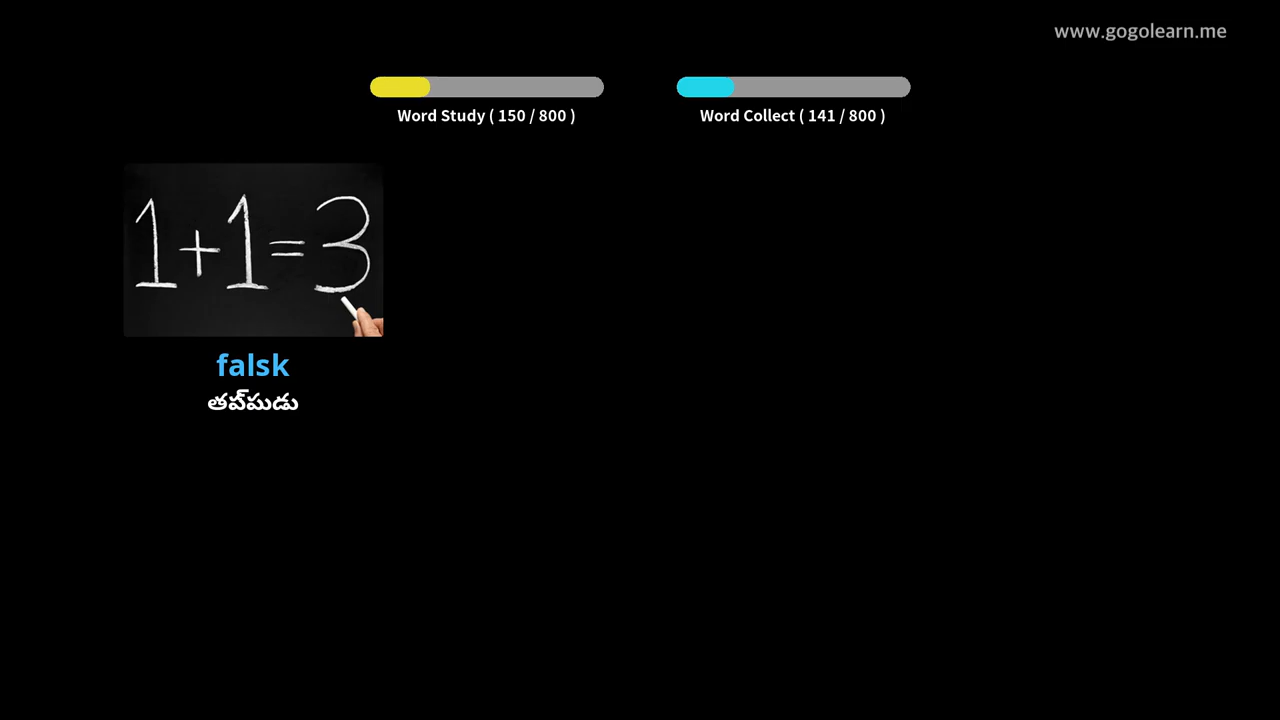 www.gogolearn.me
Word Study ( 150 / 800 )
Word Collect ( 141 / 800 )
1+1=3
falsk
తప్పుడు